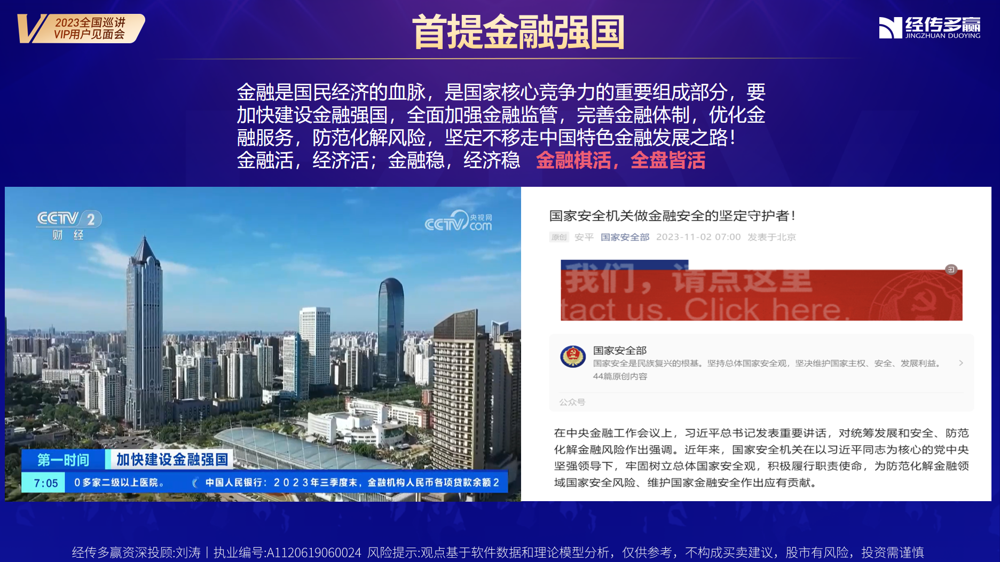 2023全国巡讲
VIP用户见面会
首提金融强国
经传多赢
JINGZHUAN DUOYING
金融是国民经济的血脉，是国家核心竞争力的重要组成部分，要
加快建设金融强国，全面加强金融监管，完善金融体制，优化金
融服务，防范化解风险，坚定不移走中国特色金融发展之路！
金融活，经济活；金融稳，经济稳 金融棋活，全盘皆活
CCTV 2
财 经
央视网
CCTV com
第一时间 加快建设金融强国
7:05 0多家二级以上医院。 中国人民银行：2023年三季度末，金融机构人民币各项贷款余额2
国家安全机关做金融安全的坚定守护者！
原创 安平 国家安全部 2023-11-02 07:00 发表于北京
我们，请点这里
tact us. Click here.
国家安全部
国家安全是民族复兴的根基。坚持总体国家安全观，坚决维护国家主权、安全、发展利益。
44篇原创内容
公众号
在中央金融工作会议上，习近平总书记发表重要讲话，对统筹发展和安全、防范
化解金融风险作出强调。近年来，国家安全机关在以习近平同志为核心的党中央
坚强领导下，牢固树立总体国家安全观，积极履行职责使命，为防范化解金融领
域国家安全风险、维护国家金融安全作出应有贡献。
经传多赢资深投顾:刘涛丨执业编号:A1120619060024 风险提示:观点基于软件数据和理论模型分析，仅供参考，不构成买卖建议，股市有风险，投资需谨慎